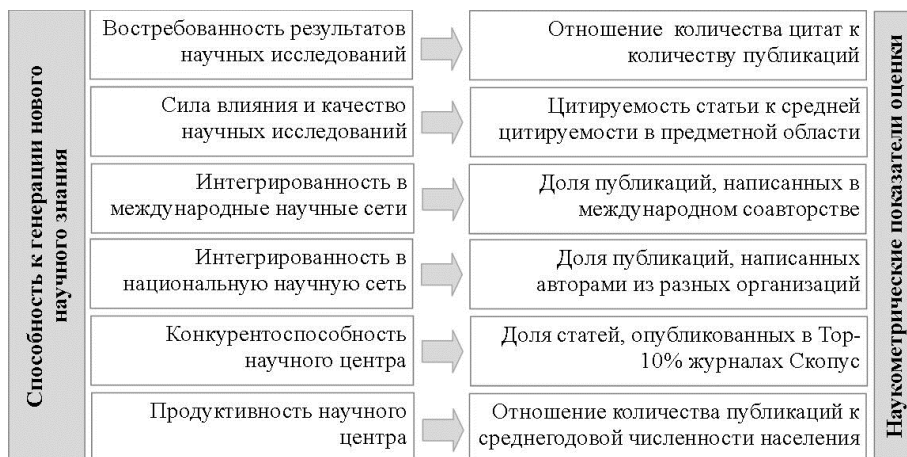 Способность к генерации нового
научного знания
Востребованность результатов
научных исследований
Отношение количества цитат к
количеству публикаций
Сила влияния и качество
научных исследований
Цитируемость статьи к средней
цитируемости в предметной области
Интегрированность в
международные научные сети
Доля публикаций, написанных в
международном соавторстве
Интегрированность в
национальную научную сеть
Доля публикаций, написанных
авторами из разных организаций
Конкурентоспособность
научного центра
Доля статей, опубликованных в Top-
10% журналах Скопус
Продуктивность научного
центра
Отношение количества публикаций к
среднегодовой численности населения
Наукометрические показатели оценки